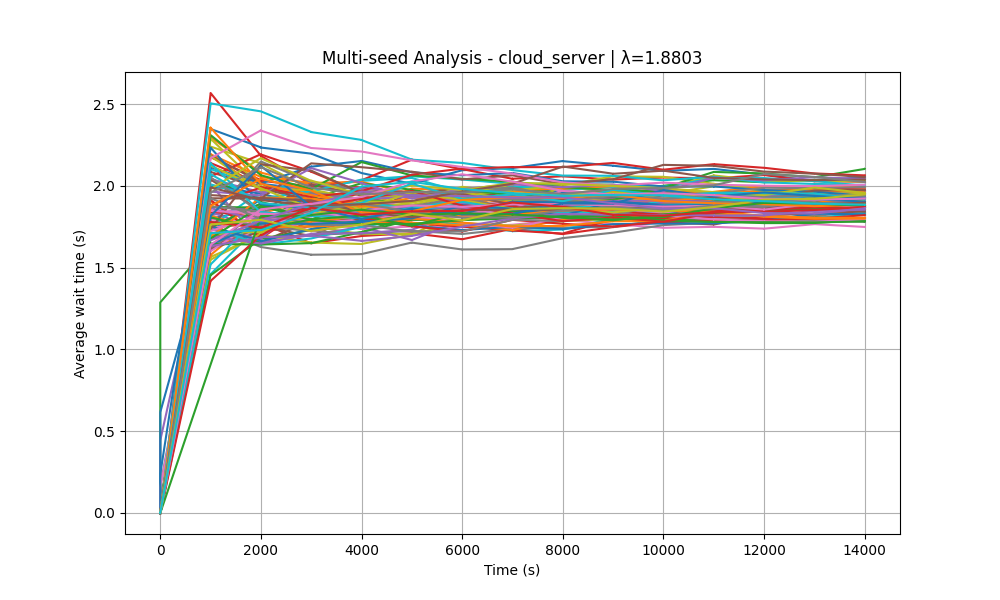 Multi-seed Analysis - cloud_server | λ=1.8803
2.5
2.0
1.5
1.0
0.5
0.0
Average wait time (s)
0 2000 4000 6000 8000 10000 12000 14000
Time (s)